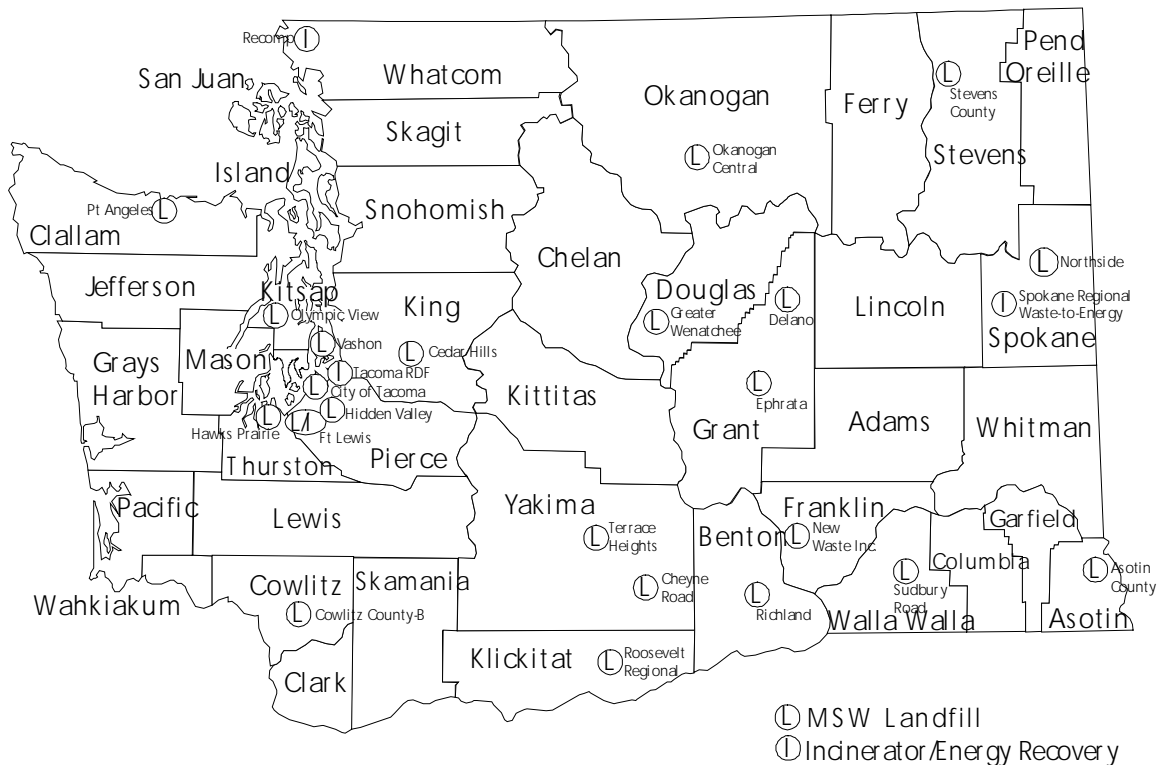 Recomp I
San Juan
Whatcom
Okanogan
Ferry
Pend
Oreille
L
Stevens
County
Skagit
L
Okanogan
Central
Stevens
Island
Pt Angeles L
Snohomish
Clallam
Chelan
L Northside
Jefferson
Kitsap
Douglas
L
Delano
Lincoln
I
Spokane Regional
Waste-to-Energy
Spokane
L Olympic View
King
L
Greater
Wenatchee
L Vashon
L Cedar Hills
Grays
Harbor
Mason
I Tacoma RDF
L City of Tacoma
L Hidden Valley
L
Hawks Prairie
L/I
Ft Lewis
Kittitas
L
Ephrata
Grant
Adams
Whitman
Thurston
Pierce
Pacific
Lewis
Yakima
Franklin
Garfield
L
Terrace
Heights
Benton
L
New
Waste Inc.
Columbia
L
Asotin
County
Wahkiakum
Cowlitz
Skamania
L
Cheyne
Road
L
Richland
L
Sudbury
Road
L Cowlitz County-B
Walla Walla
Asotin
Klickitat
L
Roosevelt
Regional
Clark
L MSW Landfill
I Incinerator/Energy Recovery